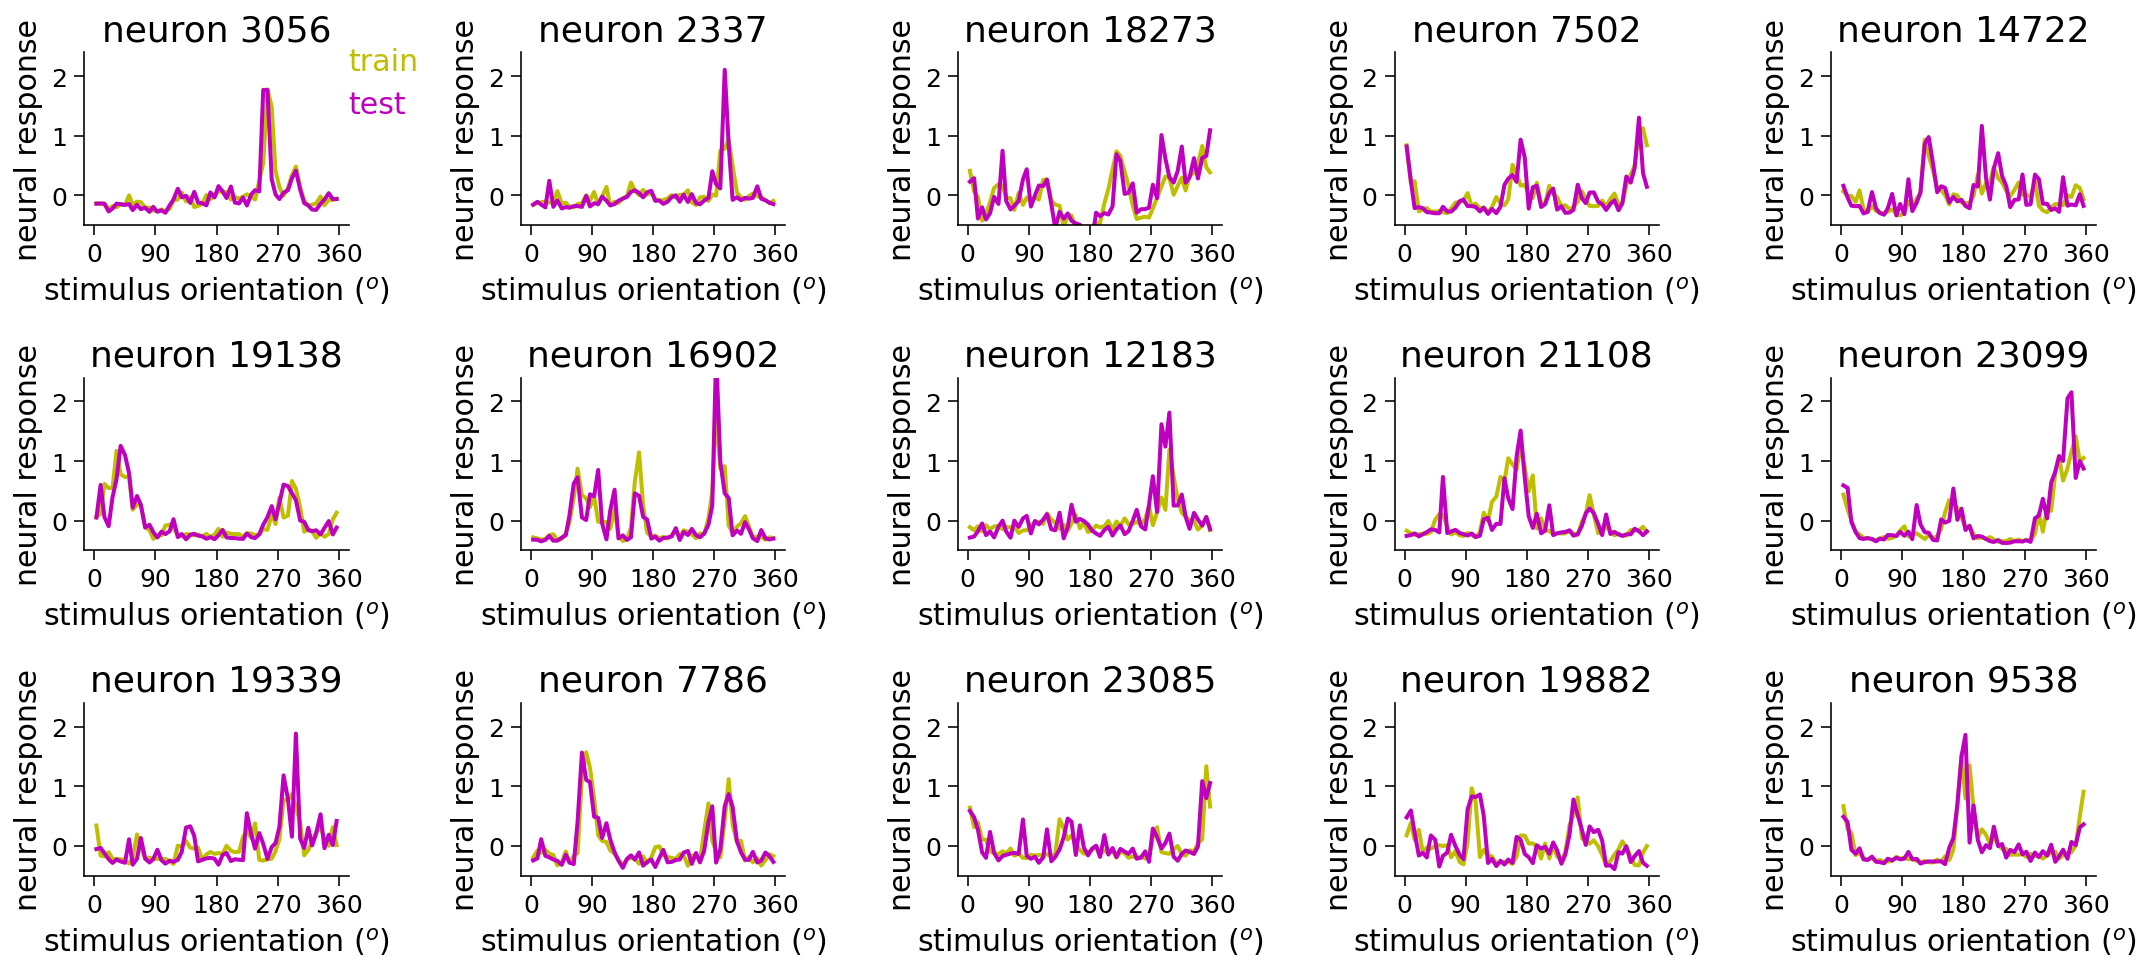 neuron 3056
neural response
2
1
0
train
test
0 90 180 270 360
stimulus orientation (o)
neuron 2337
neural response
2
1
0
0 90 180 270 360
stimulus orientation (o)
neuron 18273
neural response
2
1
0
0 90 180 270 360
stimulus orientation (o)
neuron 7502
neural response
2
1
0
0 90 180 270 360
stimulus orientation (o)
neuron 14722
neural response
2
1
0
0 90 180 270 360
stimulus orientation (o)
neuron 19138
neural response
2
1
0
0 90 180 270 360
stimulus orientation (o)
neuron 16902
neural response
2
1
0
0 90 180 270 360
stimulus orientation (o)
neuron 12183
neural response
2
1
0
0 90 180 270 360
stimulus orientation (o)
neuron 21108
neural response
2
1
0
0 90 180 270 360
stimulus orientation (o)
neuron 23099
neural response
2
1
0
0 90 180 270 360
stimulus orientation (o)
neuron 19339
neural response
2
1
0
0 90 180 270 360
stimulus orientation (o)
neuron 7786
neural response
2
1
0
0 90 180 270 360
stimulus orientation (o)
neuron 23085
neural response
2
1
0
0 90 180 270 360
stimulus orientation (o)
neuron 19882
neural response
2
1
0
0 90 180 270 360
stimulus orientation (o)
neuron 9538
neural response
2
1
0
0 90 180 270 360
stimulus orientation (o)